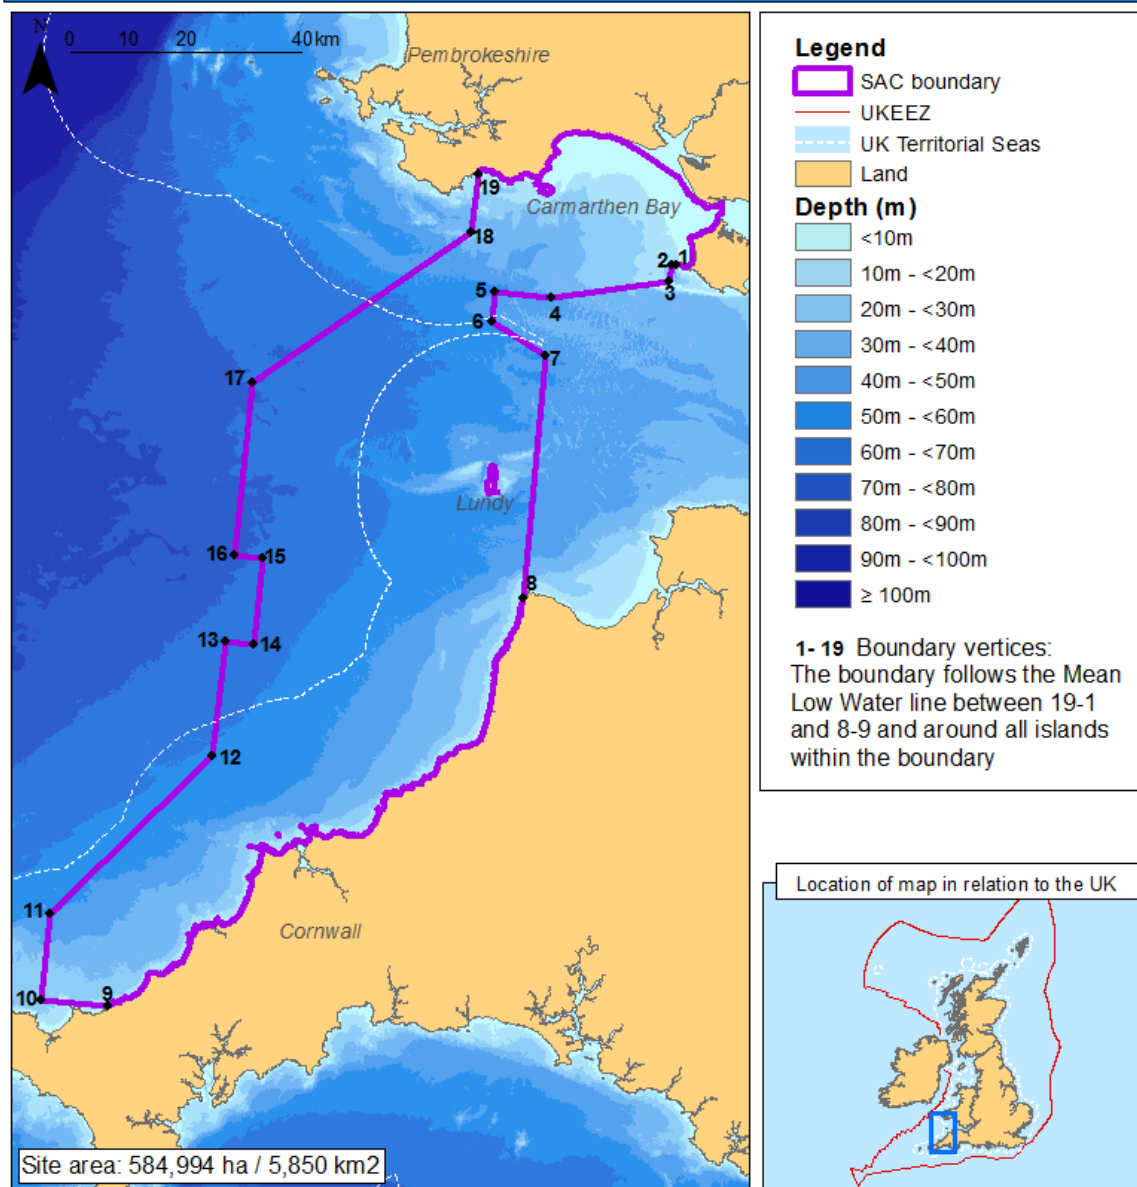 N
0 10 20 40 km
Pembrokeshire
19
Carmarthen Bay
18
2 1
3
5
4
6
7
17
Lundy
16 15
8
13 14
12
11
Cornwall
10 9
Site area: 584,994 ha / 5,850 km2
Legend
SAC boundary
UKEEZ
UK Territorial Seas
Land
Depth (m)
<10m
10m - <20m
20m - <30m
30m - <40m
40m - <50m
50m - <60m
60m - <70m
70m - <80m
80m - <90m
90m - <100m
≥ 100m
1- 19 Boundary vertices:
The boundary follows the Mean
Low Water line between 19-1
and 8-9 and around all islands
within the boundary
Location of map in relation to the UK